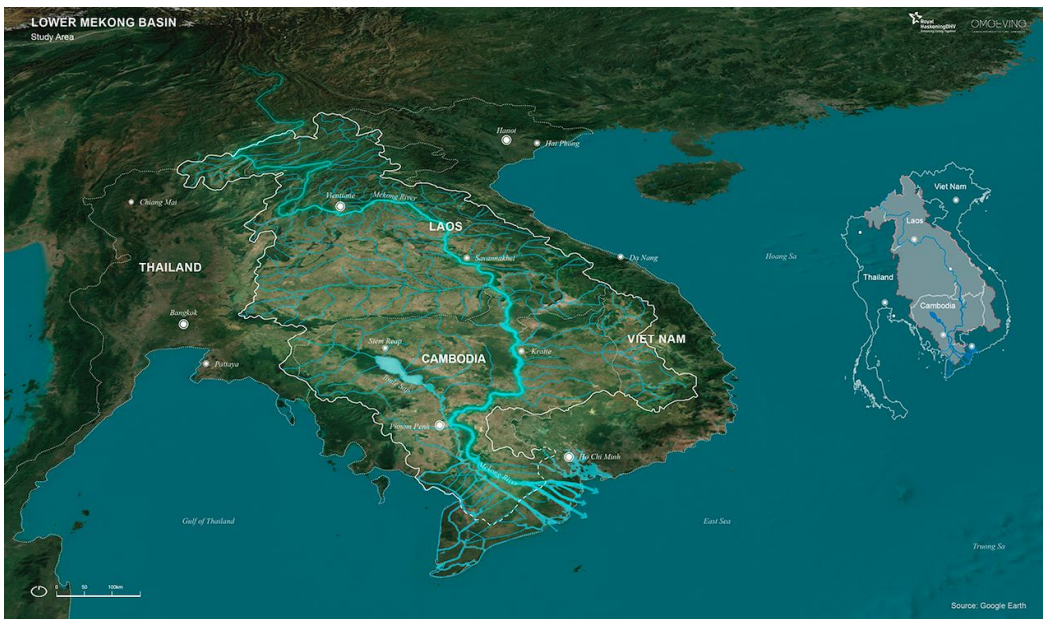 LOWER MEKONG BASIN
Study Area
Royal
HaskoningDHV
Enhancing Society Together
Hanoi
Hai Phong
Chiang Mai
Vientiane
Mekong River
LAOS
THAILAND
Savannakhet
Da Nang
Hoang Sa
Bangkok
Siem Reap
VIET NAM
CAMBODIA
Kratie
Pattaya
Tonle Sap
Phnom Penh
Mekong River
Ho Chi Minh
Gulf of Thailand
East Sea
Truong Sa
Viet Nam
Laos
Thailand
Cambodia
0 50 100km
Source: Google Earth